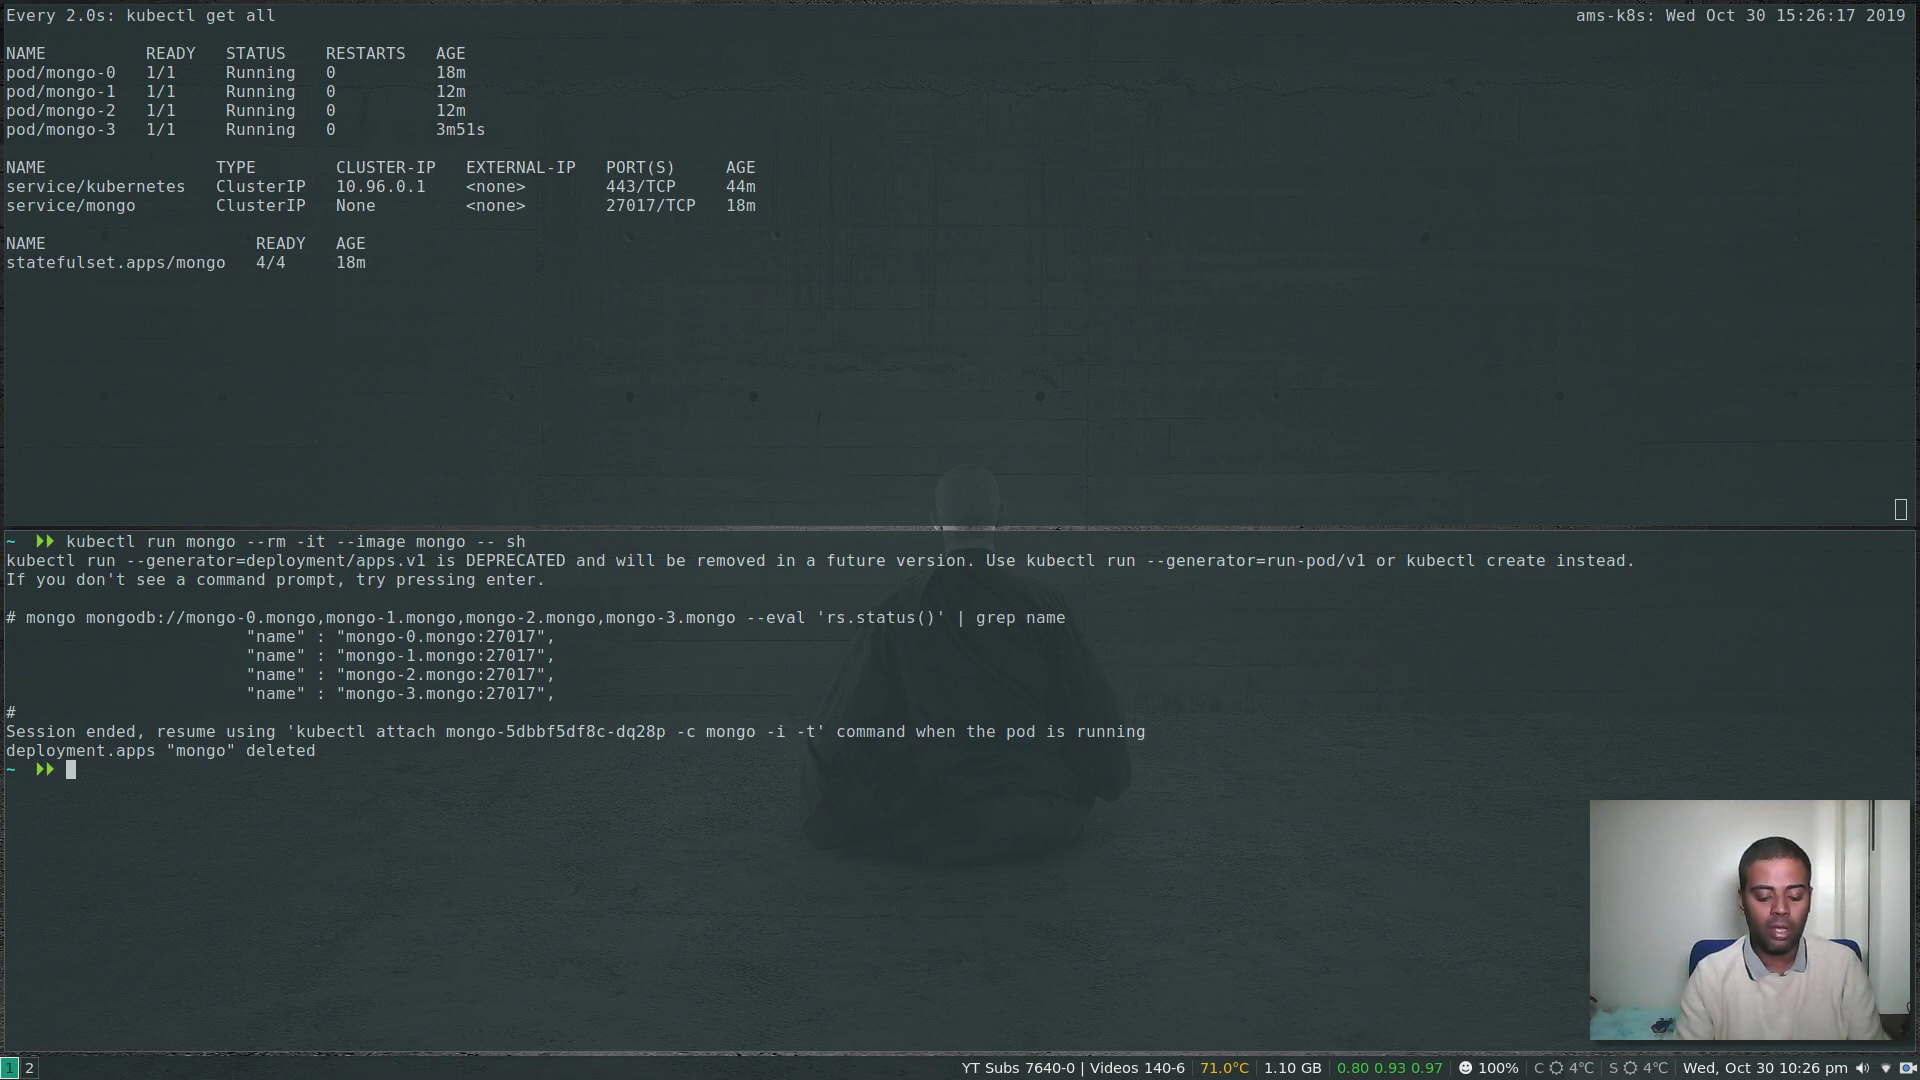 Every 2.0s: kubectl get all ams-k8s: Wed Oct 30 15:26:17 2019
NAME READY STATUS RESTARTS AGE
pod/mongo-0 1/1 Running 0 18m
pod/mongo-1 1/1 Running 0 12m
pod/mongo-2 1/1 Running 0 12m
pod/mongo-3 1/1 Running 0 3m51s
NAME TYPE CLUSTER-IP EXTERNAL-IP PORT(S) AGE
service/kubernetes ClusterIP 10.96.0.1 <none> 443/TCP 44m
service/mongo ClusterIP None <none> 27017/TCP 18m
NAME READY AGE
statefulset.apps/mongo 4/4 18m
~ kubectl run mongo --rm -it --image mongo -- sh
kubectl run --generator=deployment/apps.v1 is DEPRECATED and will be removed in a future version. Use kubectl run --generator=run-pod/v1 or kubectl create instead.
If you don't see a command prompt, try pressing enter.
# mongo mongodb://mongo-0.mongo,mongo-1.mongo,mongo-2.mongo,mongo-3.mongo --eval 'rs.status()' | grep name
"name" : "mongo-0.mongo:27017",
"name" : "mongo-1.mongo:27017",
"name" : "mongo-2.mongo:27017",
"name" : "mongo-3.mongo:27017",
#
Session ended, resume using 'kubectl attach mongo-5dbbf5df8c-dq28p -c mongo -i -t' command when the pod is running
deployment.apps "mongo" deleted
~
1 2 YT Subs 7640-0 | Videos 140-6 71.0°C 1.10 GB 0.80 0.93 0.97 100% C 4°C S 4°C Wed, Oct 30 10:26 pm